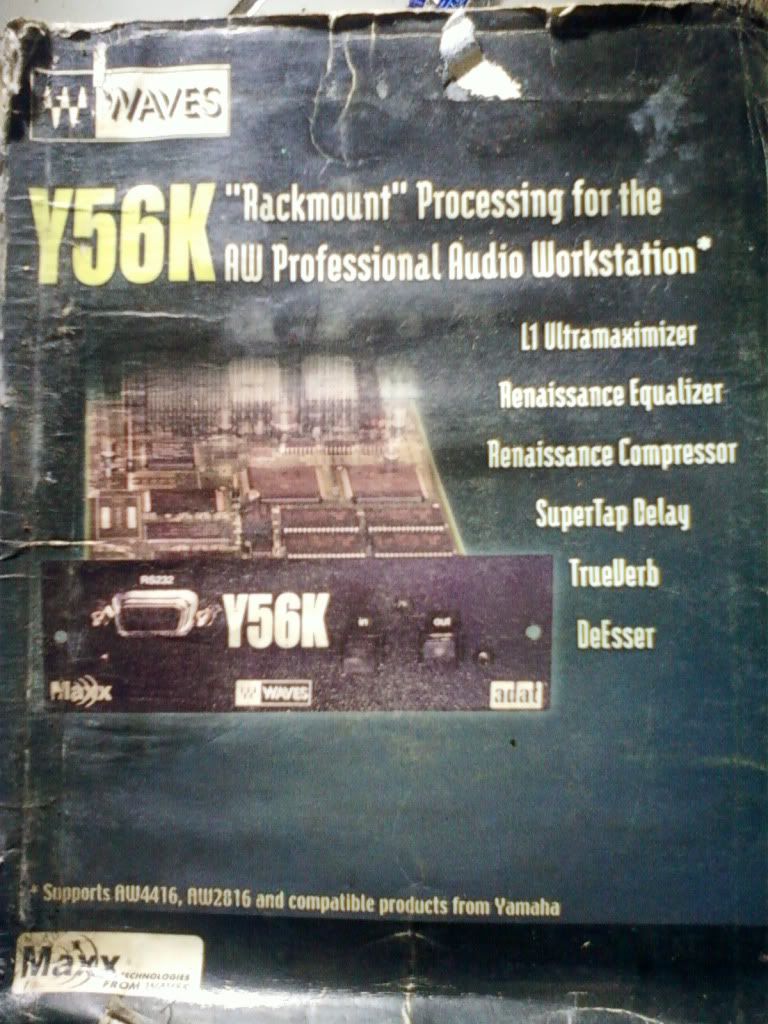 W WAVES
Y56K "Rackmount" Processing for the
AW Professional Audio Workstation*
L1 Ultramaximizer
Renaissance Equalizer
Renaissance Compressor
SuperTap Delay
TrueVerb
DeEsser
RS232
Y56K
in
out
Maxx
W WAVES
adat
* Supports AW4416, AW2816 and compatible products from Yamaha
Maxx
TECHNOLOGIES
FROM WAVES